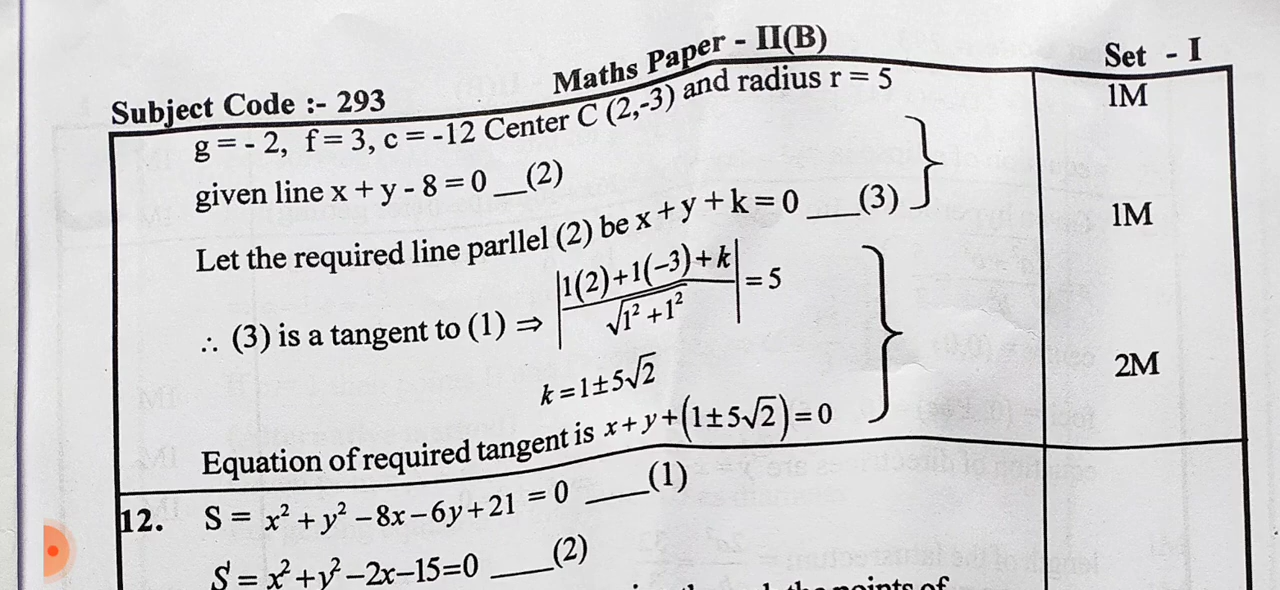 Maths Paper - II(B)
Subject Code :- 293
Set - I
g = - 2, f = 3, c = -12 Center C (2,-3) and radius r = 5
1M
given line x + y - 8 = 0 __(2)
Let the required line parllel (2) be x + y + k = 0 ___(3)
1M
∴ (3) is a tangent to (1) ⇒ |1(2)+1(−3)+k / √1² +1²| = 5
k = 1±5√2
2M
Equation of required tangent is x + y +(1±5√2) = 0
12. S = x² + y² −8x−6y+21 = 0 ___(1)
S' = x² + y² −2x−15=0 ___(2)
the points of